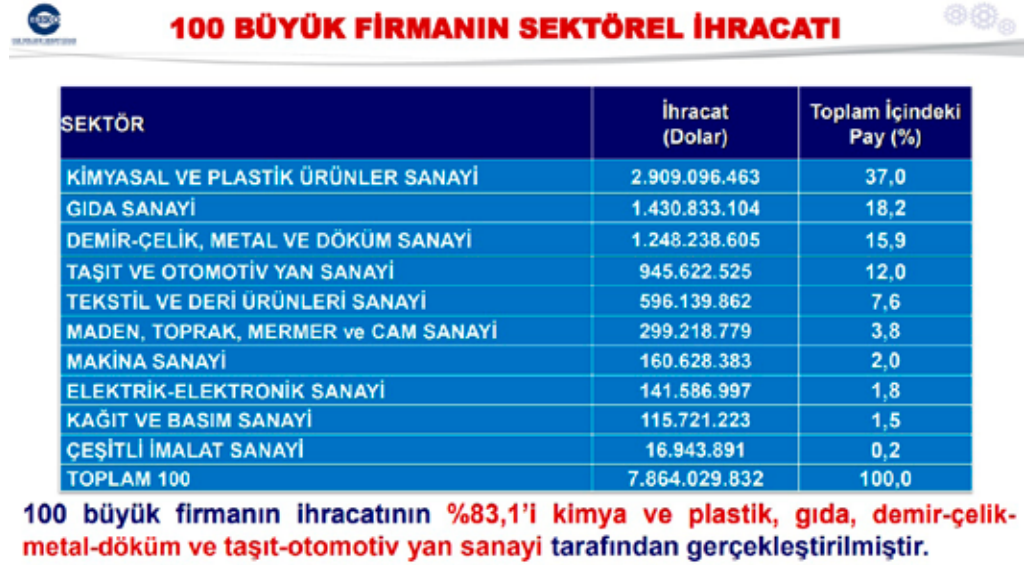 100 BÜYÜK FİRMANIN SEKTÖREL İHRACATI
SEKTÖR İhracat (Dolar) Toplam İçindeki Pay (%)
KİMYASAL VE PLASTİK ÜRÜNLER SANAYİ 2.909.096.463 37,0
GIDA SANAYİ 1.430.833.104 18,2
DEMİR-ÇELİK, METAL VE DÖKÜM SANAYİ 1.248.238.605 15,9
TAŞIT VE OTOMOTİV YAN SANAYİ 945.622.525 12,0
TEKSTİL VE DERİ ÜRÜNLERİ SANAYİ 596.139.862 7,6
MADEN, TOPRAK, MERMER ve CAM SANAYİ 299.218.779 3,8
MAKİNA SANAYİ 160.628.383 2,0
ELEKTRİK-ELEKTRONİK SANAYİ 141.586.997 1,8
KAĞIT VE BASIM SANAYİ 115.721.223 1,5
ÇEŞİTLİ İMALAT SANAYİ 16.943.891 0,2
TOPLAM 100 7.864.029.832 100,0
100 büyük firmanın ihracatının %83,1'i kimya ve plastik, gıda, demir-çelik-
metal-döküm ve taşıt-otomotiv yan sanayi tarafından gerçekleştirilmiştir.